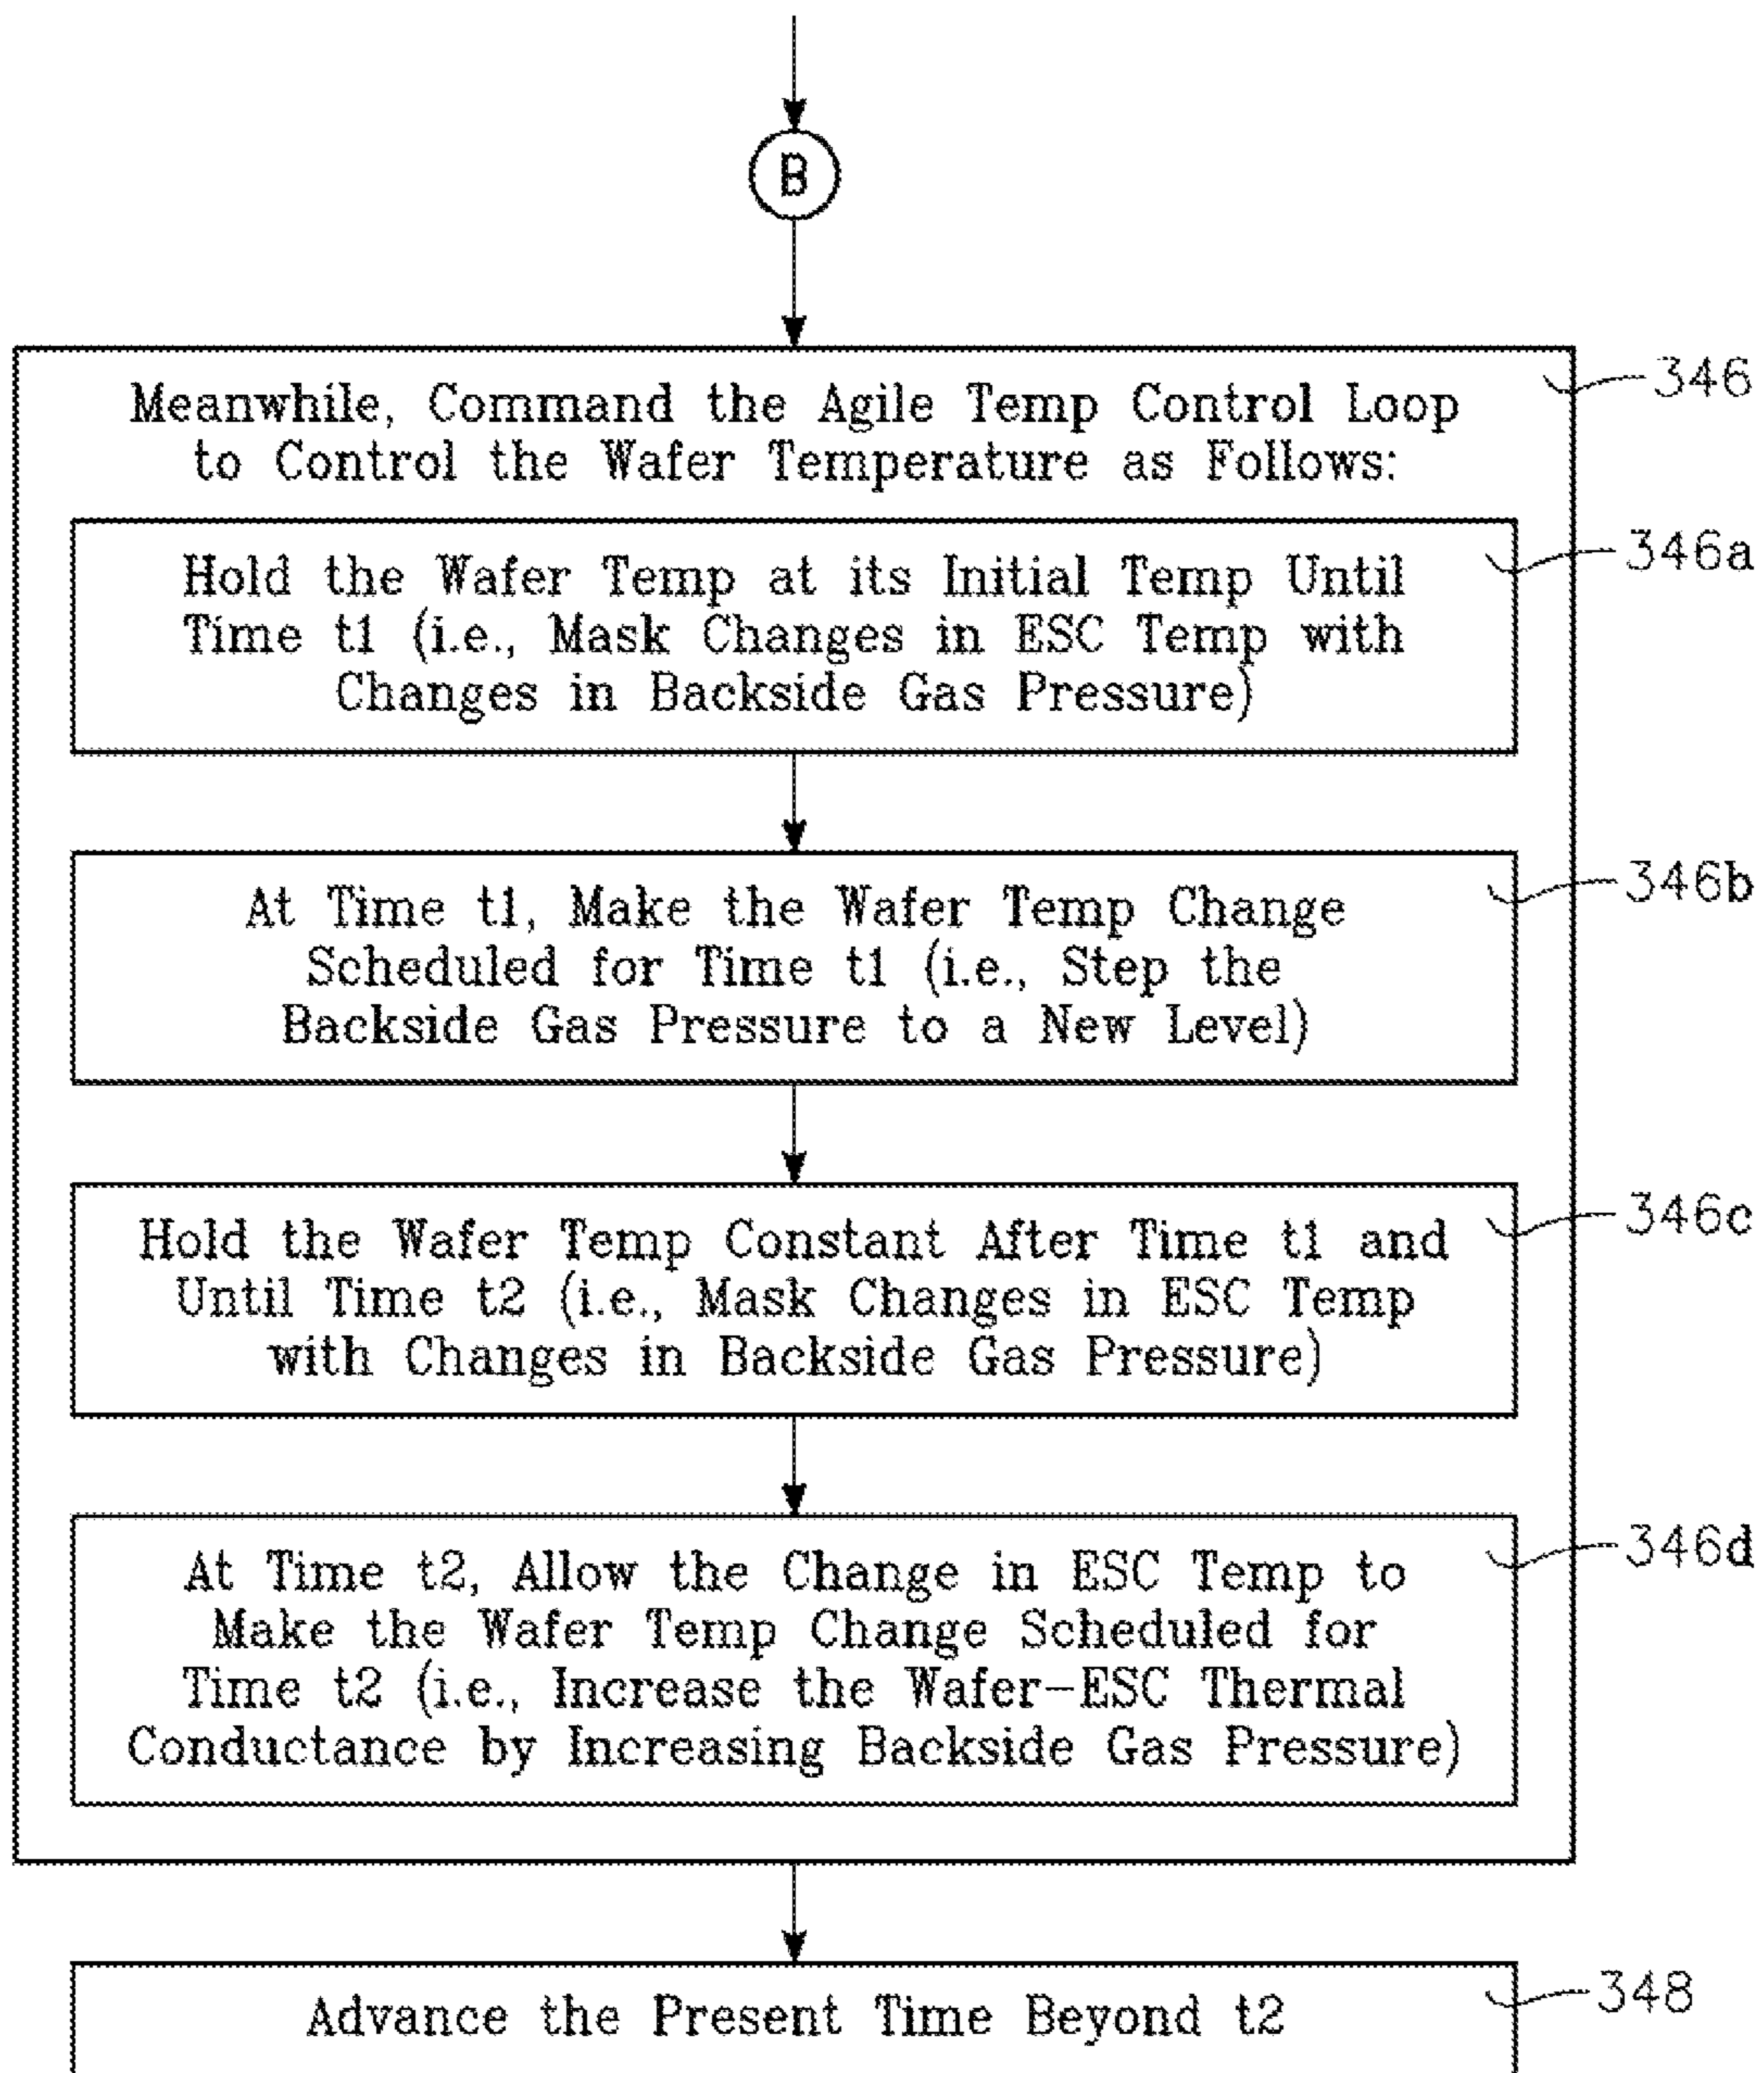 B
Meanwhile, Command the Agile Temp Control Loop
to Control the Wafer Temperature as Follows:
346
Hold the Wafer Temp at its Initial Temp Until
Time t1 (i.e., Mask Changes in ESC Temp with
Changes in Backside Gas Pressure)
346a
At Time t1, Make the Wafer Temp Change
Scheduled for Time t1 (i.e., Step the
Backside Gas Pressure to a New Level)
346b
Hold the Wafer Temp Constant After Time t1 and
Until Time t2 (i.e., Mask Changes in ESC Temp
with Changes in Backside Gas Pressure)
346c
At Time t2, Allow the Change in ESC Temp to
Make the Wafer Temp Change Scheduled for
Time t2 (i.e., Increase the Wafer-ESC Thermal
Conductance by Increasing Backside Gas Pressure)
346d
Advance the Present Time Beyond t2
348